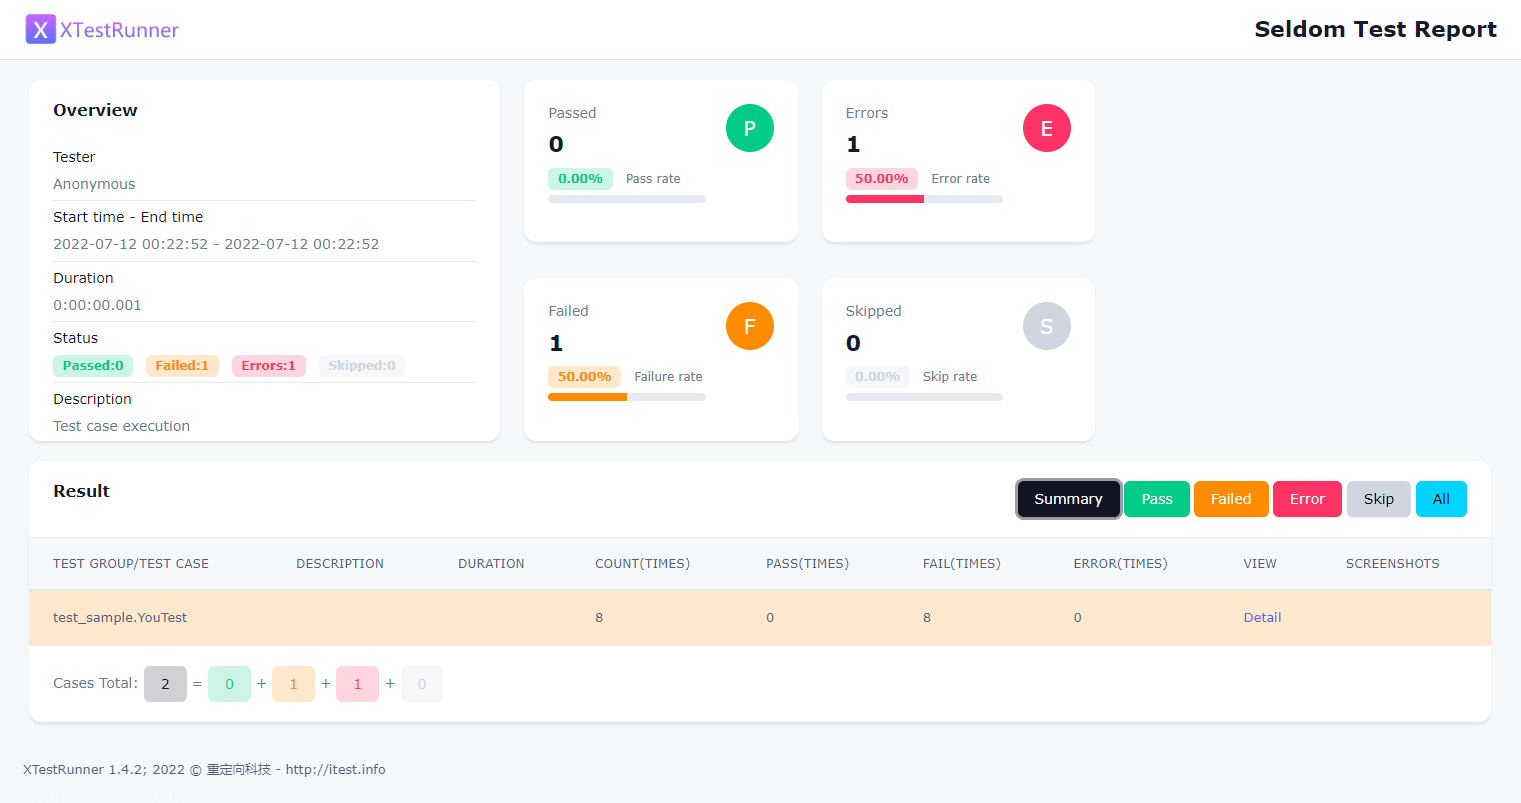 X XTestRunner
Seldom Test Report
Overview
Tester
Anonymous
Start time - End time
2022-07-12 00:22:52 - 2022-07-12 00:22:52
Duration
0:00:00.001
Status
Passed:0 Failed:1 Errors:1 Skipped:0
Description
Test case execution
Passed
P
0
0.00% Pass rate
Errors
E
1
50.00% Error rate
Failed
F
1
50.00% Failure rate
Skipped
S
0
0.00% Skip rate
Result
Summary Pass Failed Error Skip All
TEST GROUP/TEST CASE DESCRIPTION DURATION COUNT(TIMES) PASS(TIMES) FAIL(TIMES) ERROR(TIMES) VIEW SCREENSHOTS
test_sample.YouTest 8 0 8 0 Detail
Cases Total: 2 = 0 + 1 + 1 + 0
XTestRunner 1.4.2; 2022 © 重定向科技 - http://itest.info